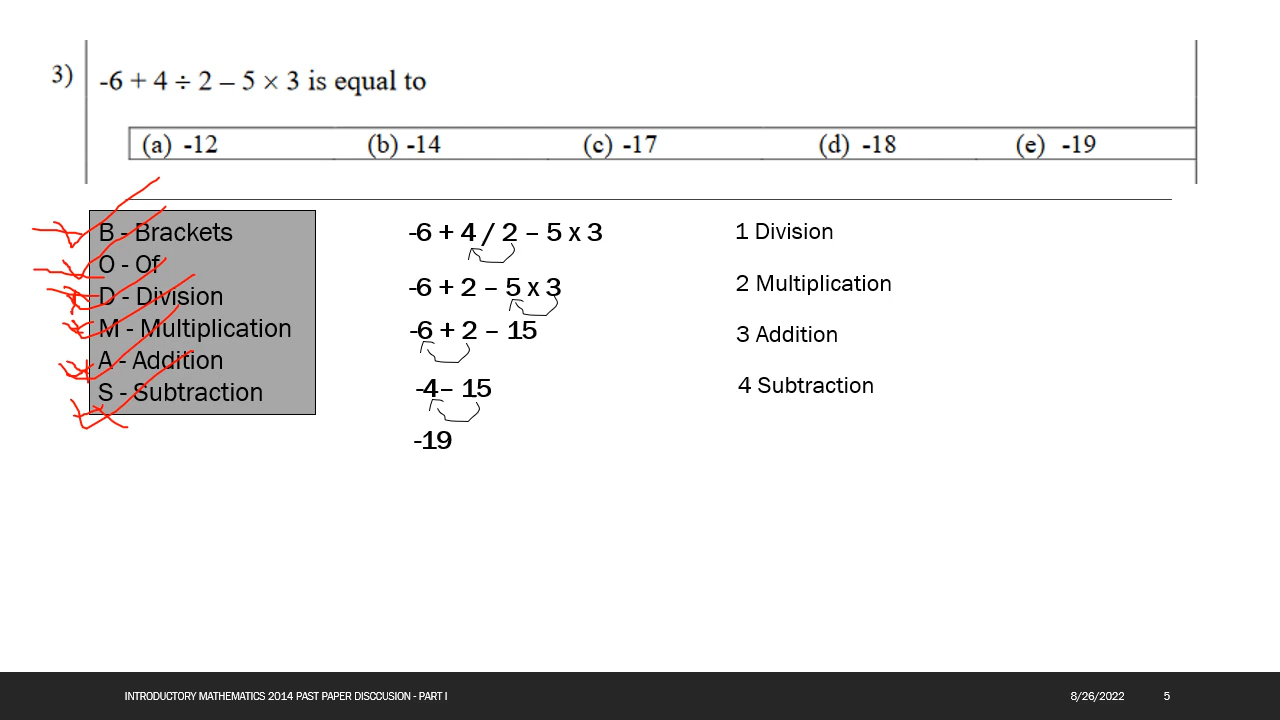 3) -6 + 4 ÷ 2 – 5 × 3 is equal to
(a) -12 (b) -14 (c) -17 (d) -18 (e) -19
B - Brackets
O - Of
D - Division
M - Multiplication
A - Addition
S - Subtraction
-6 + 4 / 2 – 5 x 3
-6 + 2 – 5 x 3
-6 + 2 – 15
-4 – 15
-19
1 Division
2 Multiplication
3 Addition
4 Subtraction
INTRODUCTORY MATHEMATICS 2014 PAST PAPER DISCCUSION - PART I 8/26/2022 5